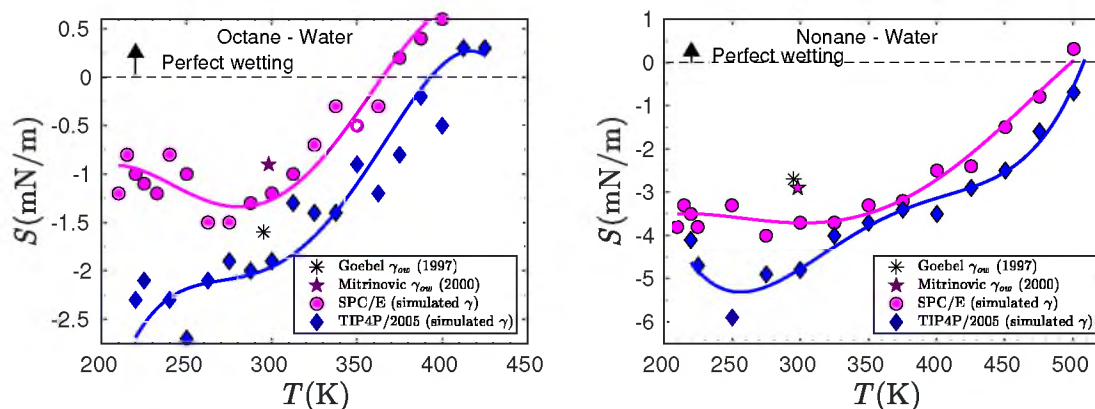 Octane - Water
Perfect wetting
0.5
0
-0.5
-1
-1.5
-2
-2.5
S(mN/m)
Goebel γow (1997)
Mitrinovic γow (2000)
SPC/E (simulated γ)
TIP4P/2005 (simulated γ)
200 250 300 350 400 450
T(K)
Nonane - Water
Perfect wetting
1
0
-1
-2
-3
-4
-5
-6
S(mN/m)
Goebel γow (1997)
Mitrinovic γow (2000)
SPC/E (simulated γ)
TIP4P/2005 (simulated γ)
200 250 300 350 400 450 500
T(K)